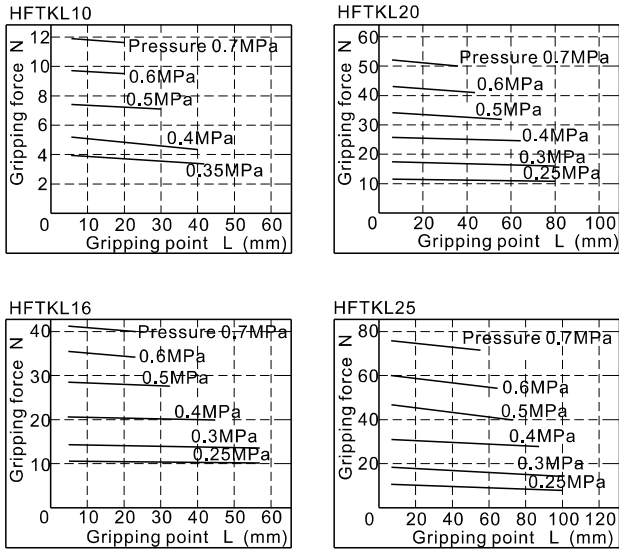 HFTKL10
Gripping force N
12
10
8
6
4
2
0
Pressure 0.7MPa
0.6MPa
0.5MPa
0.4MPa
0.35MPa
10 20 30 40 50 60
Gripping point L (mm)
HFTKL20
Gripping force N
60
50
40
30
20
10
0
Pressure 0.7MPa
0.6MPa
0.5MPa
0.4MPa
0.3MPa
0.25MPa
20 40 60 80 100
Gripping point L (mm)
HFTKL16
Gripping force N
40
30
20
10
0
Pressure 0.7MPa
0.6MPa
0.5MPa
0.4MPa
0.3MPa
0.25MPa
10 20 30 40 50 60
Gripping point L (mm)
HFTKL25
Gripping force N
80
60
40
20
0
Pressure 0.7MPa
0.6MPa
0.5MPa
0.4MPa
0.3MPa
0.25MPa
20 40 60 80 100 120
Gripping point L (mm)